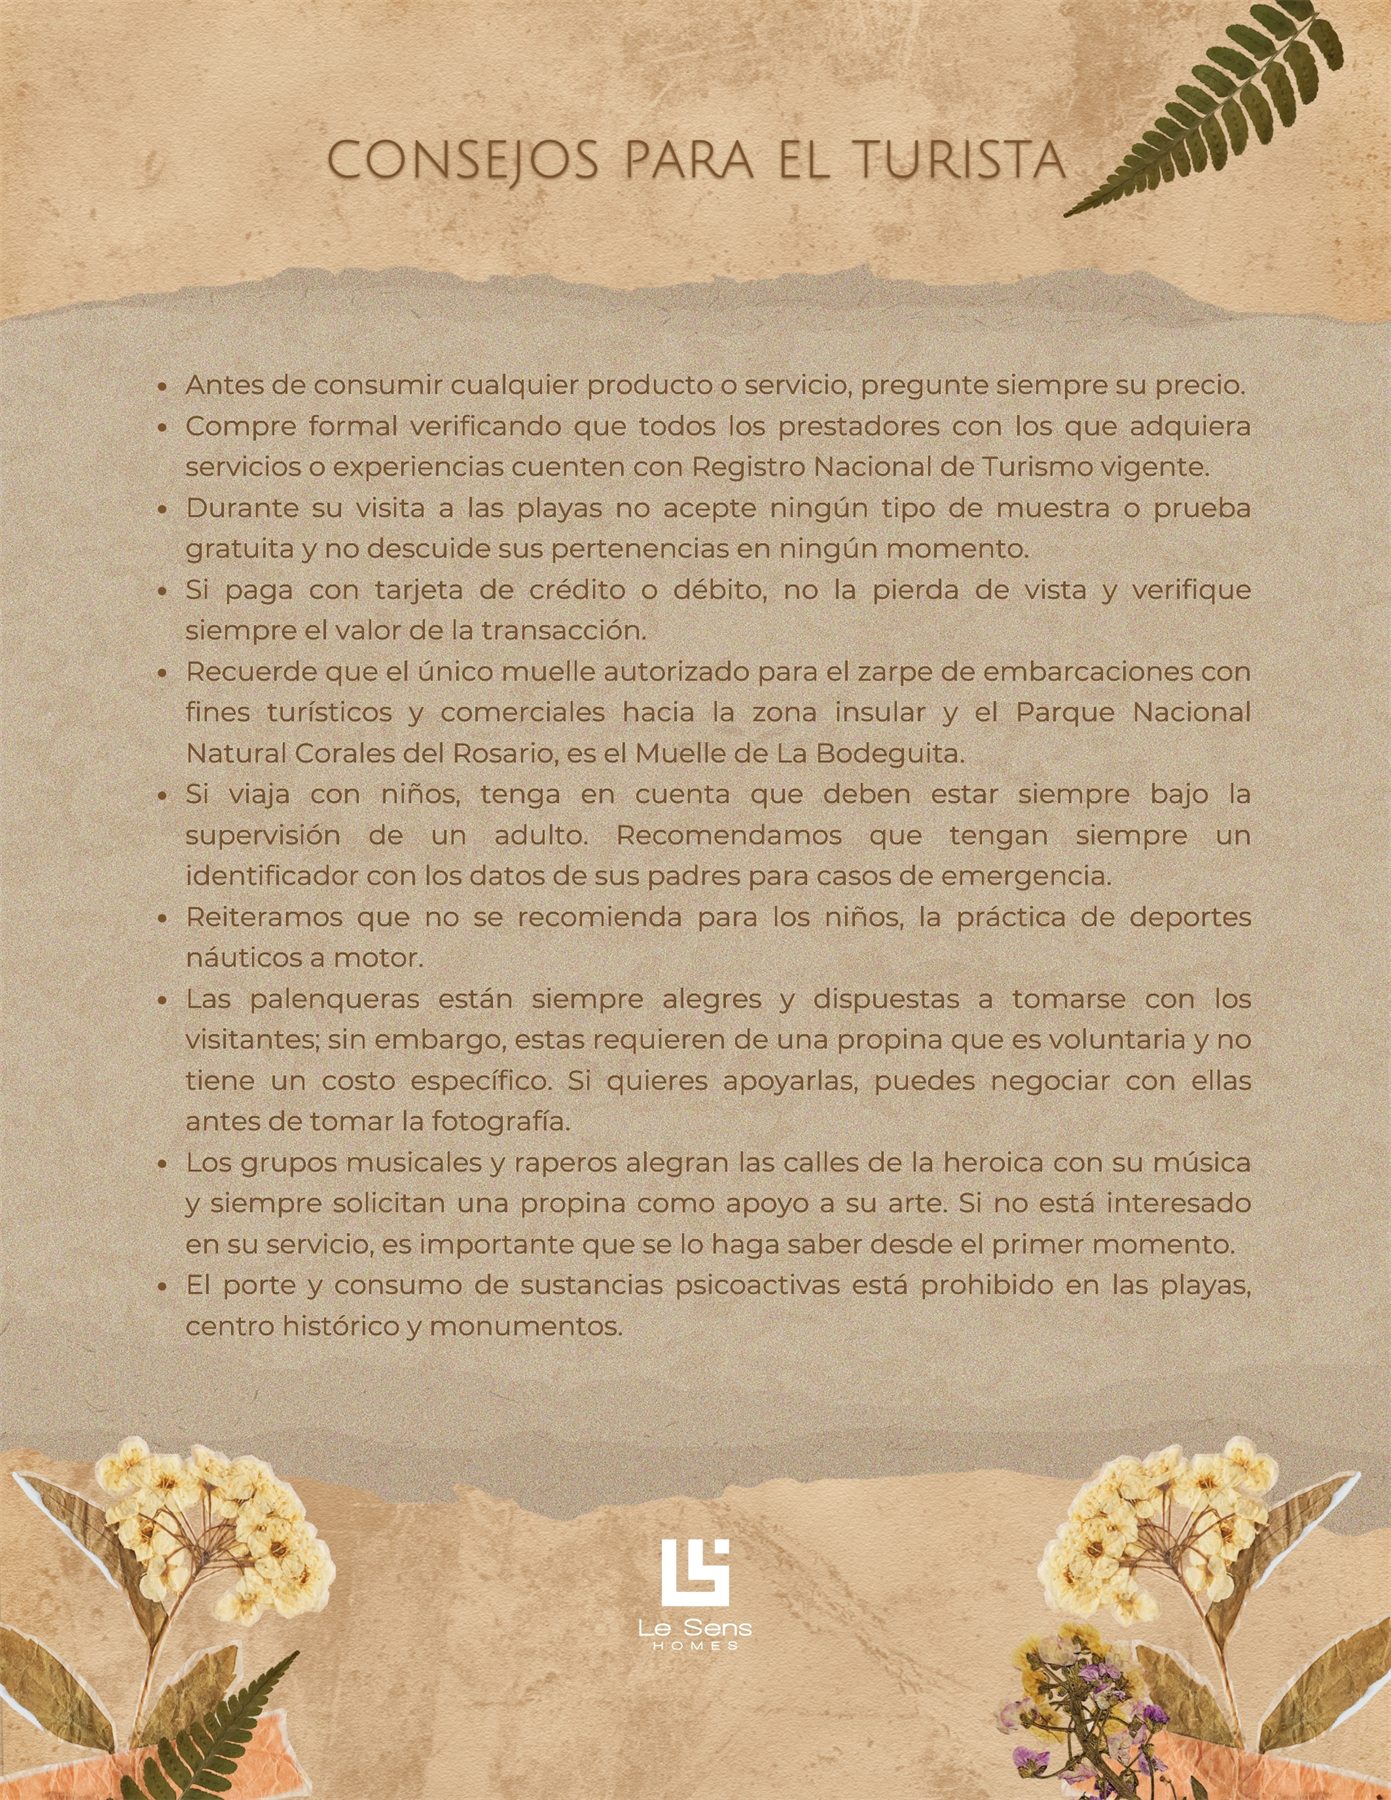 CONSEJOS PARA EL TURISTA
• Antes de consumir cualquier producto o servicio, pregunte siempre su precio.
• Compre formal verificando que todos los prestadores con los que adquiera
servicios o experiencias cuenten con Registro Nacional de Turismo vigente.
• Durante su visita a las playas no acepte ningún tipo de muestra o prueba
gratuita y no descuide sus pertenencias en ningún momento.
• Si paga con tarjeta de crédito o débito, no la pierda de vista y verifique
siempre el valor de la transacción.
• Recuerde que el único muelle autorizado para el zarpe de embarcaciones con
fines turísticos y comerciales hacia la zona insular y el Parque Nacional
Natural Corales del Rosario, es el Muelle de La Bodeguita.
• Si viaja con niños, tenga en cuenta que deben estar siempre bajo la
supervisión de un adulto. Recomendamos que tengan siempre un
identificador con los datos de sus padres para casos de emergencia.
• Reiteramos que no se recomienda para los niños, la práctica de deportes
náuticos a motor.
• Las palenqueras están siempre alegres y dispuestas a tomarse con los
visitantes; sin embargo, estas requieren de una propina que es voluntaria y no
tiene un costo específico. Si quieres apoyarlas, puedes negociar con ellas
antes de tomar la fotografía.
• Los grupos musicales y raperos alegran las calles de la heroica con su música
y siempre solicitan una propina como apoyo a su arte. Si no está interesado
en su servicio, es importante que se lo haga saber desde el primer momento.
• El porte y consumo de sustancias psicoactivas está prohibido en las playas,
centro histórico y monumentos.
Le Sens
HOMES